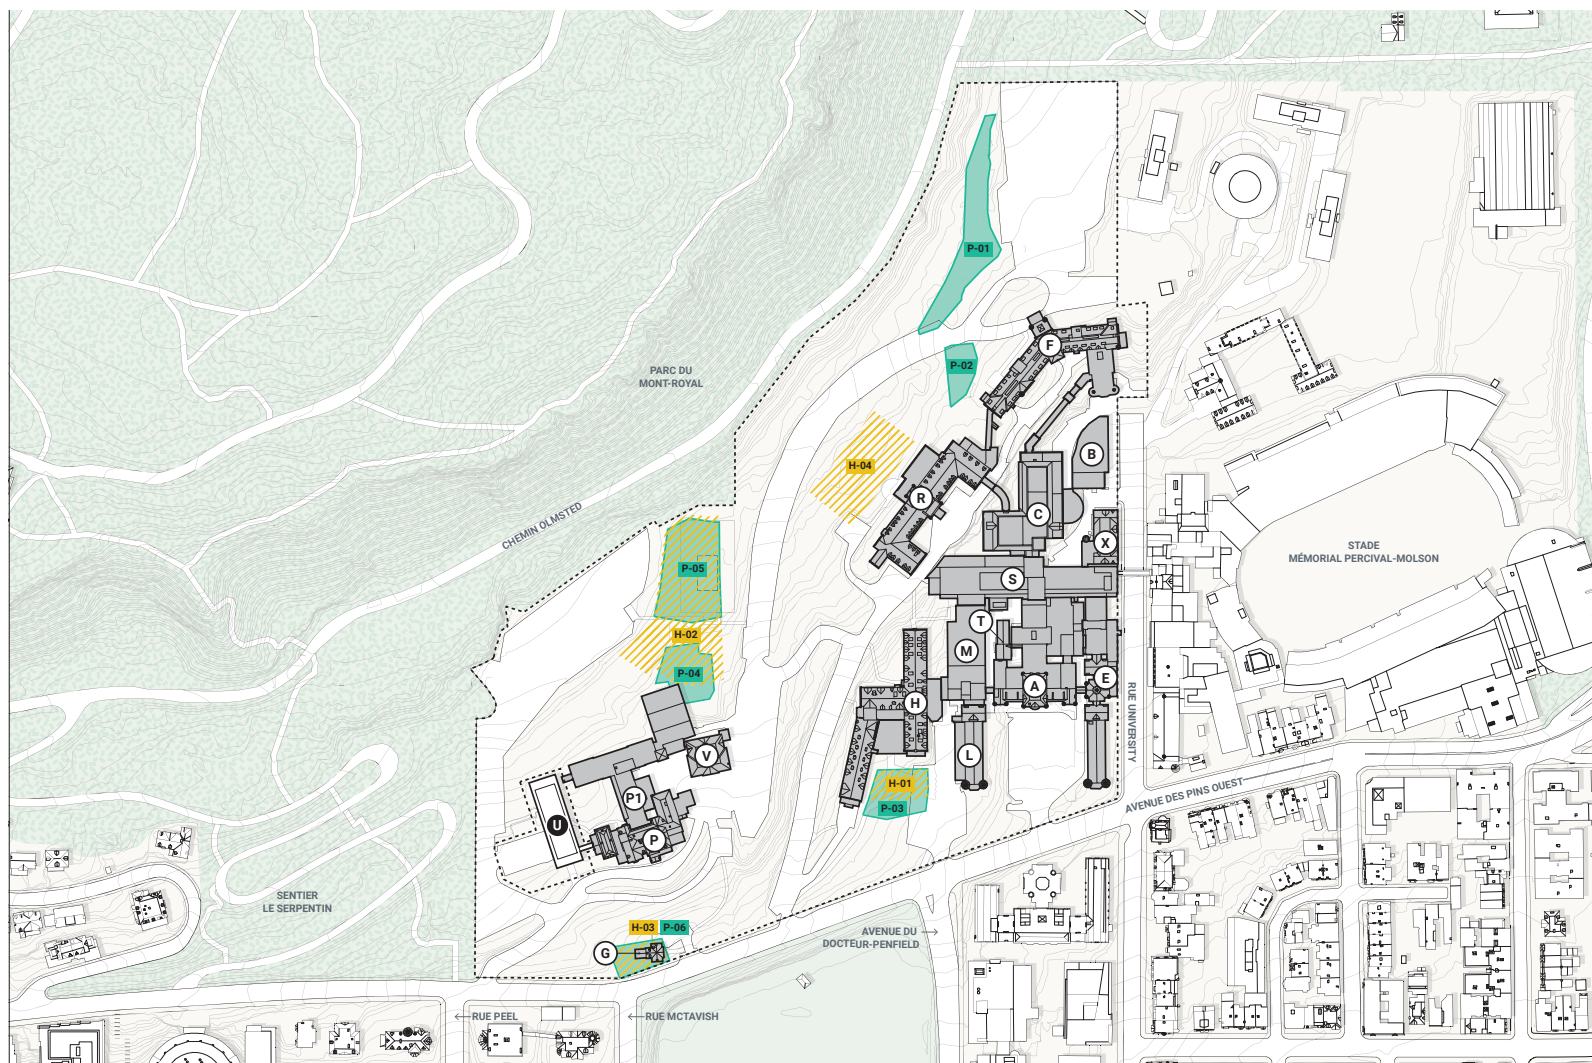 P-01
F
P-02
PARC DU
MONT-ROYAL
B
H-04
R
C
CHEMIN OLMSTED
X
STADE
MÉMORIAL PERCIVAL-MOLSON
P-05
S
T
H-02
M
P-04
E
A
H
RUE UNIVERSITY
V
L
H-01
P1
P-03
AVENUE DES PINS OUEST
U
P
SENTIER
LE SERPENTIN
H-03
P-06
AVENUE DU
DOCTEUR-PENFIELD
G
RUE PEEL
RUE MCTAVISH